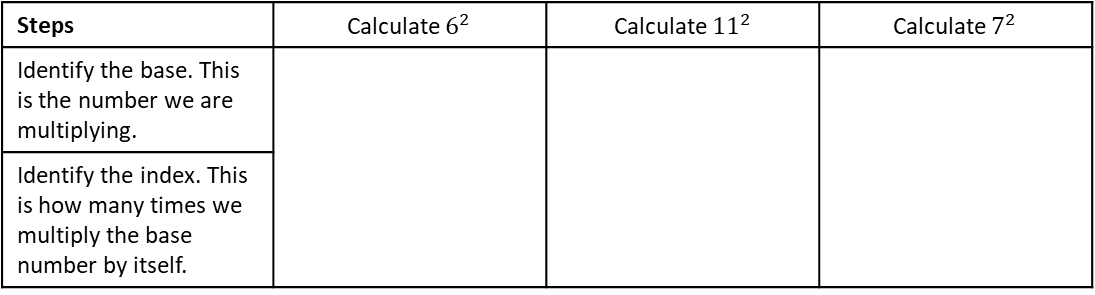 Steps
Calculate 6²
Calculate 11²
Calculate 7²
Identify the base. This
is the number we are
multiplying.
Identify the index. This
is how many times we
multiply the base
number by itself.